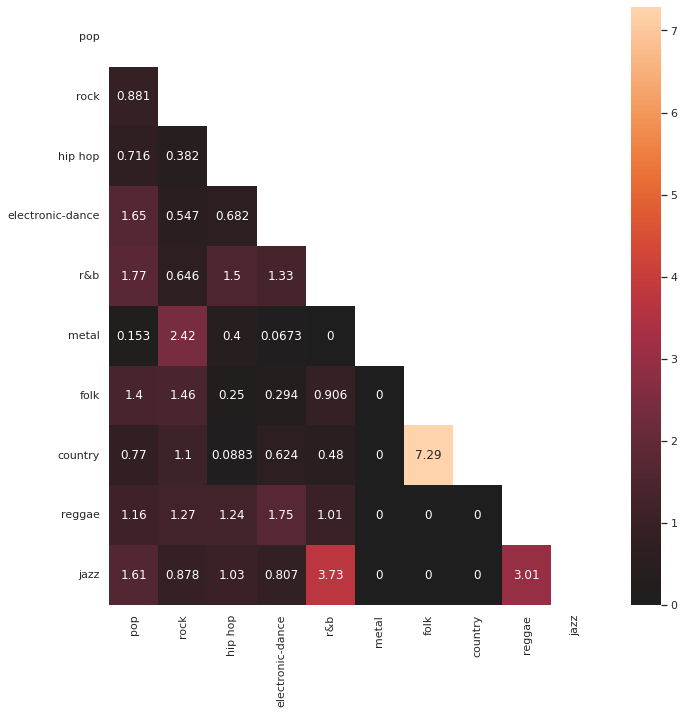 pop
rock 0.881
hip hop 0.716 0.382
electronic-dance 1.65 0.547 0.682
r&b 1.77 0.646 1.5 1.33
metal 0.153 2.42 0.4 0.0673 0
folk 1.4 1.46 0.25 0.294 0.906 0
country 0.77 1.1 0.0883 0.624 0.48 0 7.29
reggae 1.16 1.27 1.24 1.75 1.01 0 0 0
jazz 1.61 0.878 1.03 0.807 3.73 0 0 0 3.01
pop rock hip hop electronic-dance r&b metal folk country reggae jazz
7
6
5
4
3
2
1
0